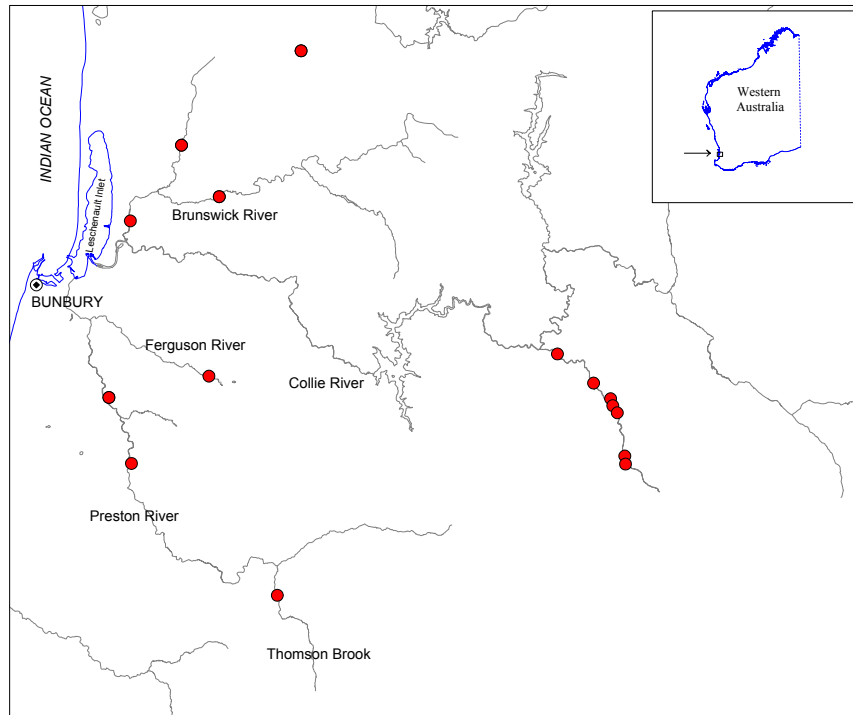 INDIAN OCEAN
Leschenault Inlet
Western
Australia
Brunswick River
BUNBURY
Ferguson River
Collie River
Preston River
Thomson Brook